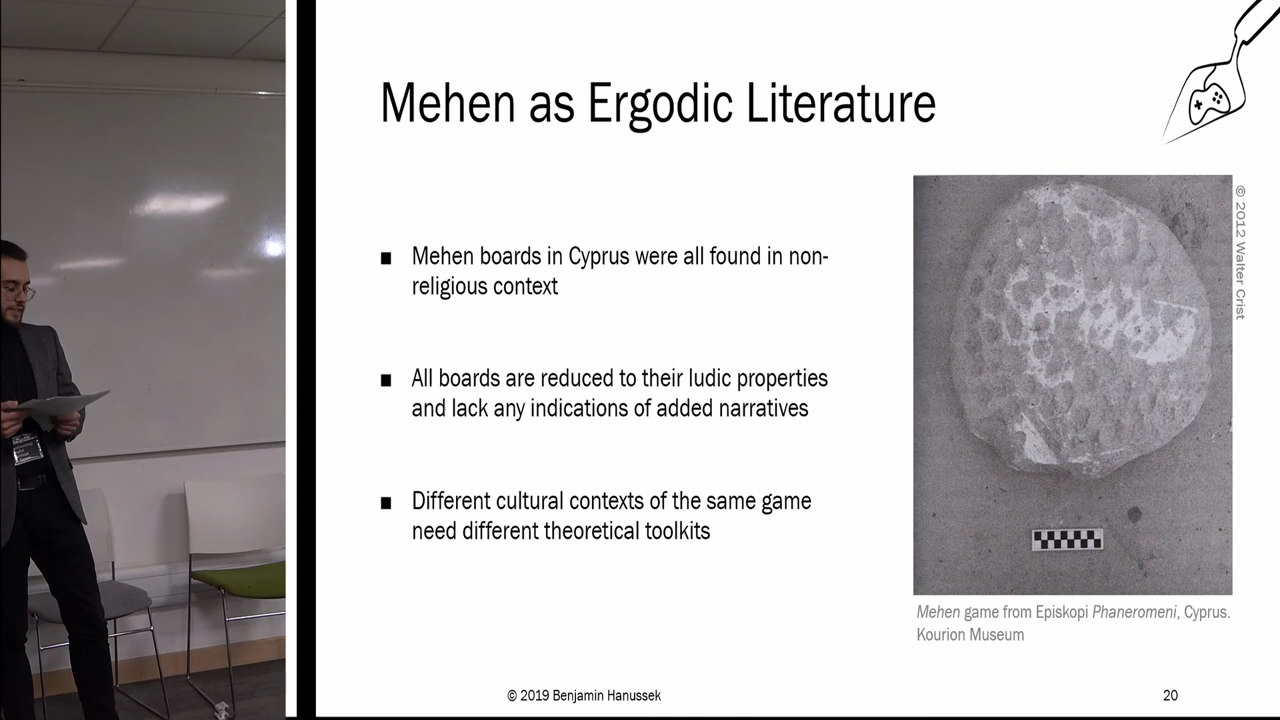 Mehen as Ergodic Literature
■ Mehen boards in Cyprus were all found in non-
religious context
■ All boards are reduced to their ludic properties
and lack any indications of added narratives
■ Different cultural contexts of the same game
need different theoretical toolkits
© 2012 Walter Crist
Mehen game from Episkopi Phaneromeni, Cyprus.
Kourion Museum
© 2019 Benjamin Hanussek
20